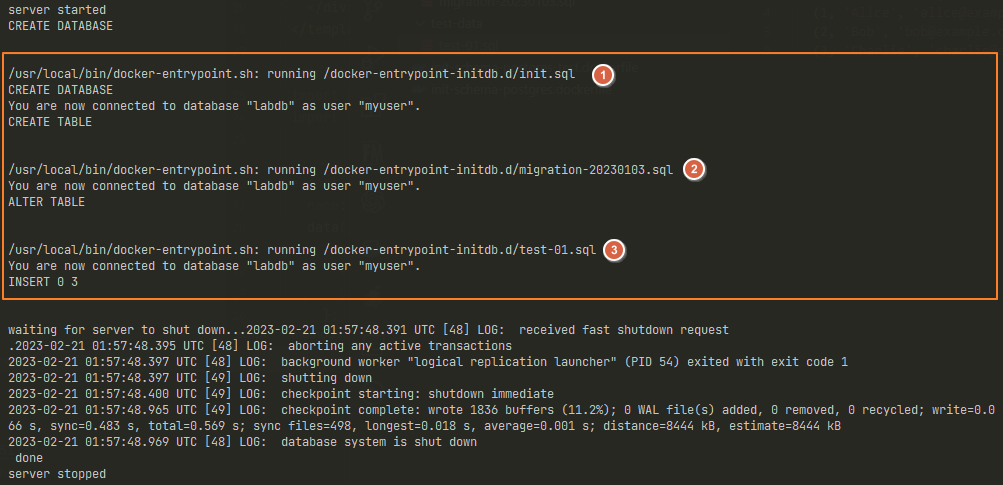 server started
CREATE DATABASE
/usr/local/bin/docker-entrypoint.sh: running /docker-entrypoint-initdb.d/init.sql 1
CREATE DATABASE
You are now connected to database "labdb" as user "myuser".
CREATE TABLE
/usr/local/bin/docker-entrypoint.sh: running /docker-entrypoint-initdb.d/migration-20230103.sql 2
You are now connected to database "labdb" as user "myuser".
ALTER TABLE
/usr/local/bin/docker-entrypoint.sh: running /docker-entrypoint-initdb.d/test-01.sql 3
You are now connected to database "labdb" as user "myuser".
INSERT 0 3
waiting for server to shut down...2023-02-21 01:57:48.391 UTC [48] LOG:  received fast shutdown request
.2023-02-21 01:57:48.395 UTC [48] LOG:  aborting any active transactions
2023-02-21 01:57:48.397 UTC [48] LOG:  background worker "logical replication launcher" (PID 54) exited with exit code 1
2023-02-21 01:57:48.397 UTC [49] LOG:  shutting down
2023-02-21 01:57:48.400 UTC [49] LOG:  checkpoint starting: shutdown immediate
2023-02-21 01:57:48.965 UTC [49] LOG:  checkpoint complete: wrote 1836 buffers (11.2%); 0 WAL file(s) added, 0 removed, 0 recycled; write=0.0
66 s, sync=0.483 s, total=0.569 s; sync files=498, longest=0.018 s, average=0.001 s; distance=8444 kB, estimate=8444 kB
2023-02-21 01:57:48.969 UTC [48] LOG:  database system is shut down
 done
server stopped